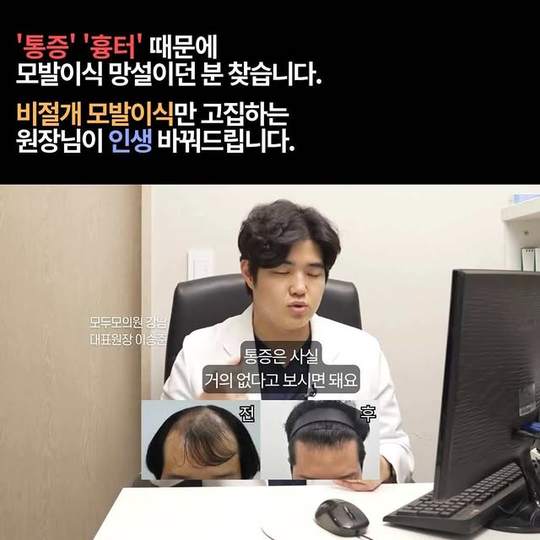 '통증' '흉터' 때문에
모발이식 망설이던 분 찾습니다.
비절개 모발이식만 고집하는
원장님이 인생 바꿔드립니다.
모두모의원 강남
대표원장 이승준
통증은 사실
거의 없다고 보시면 돼요
전
후